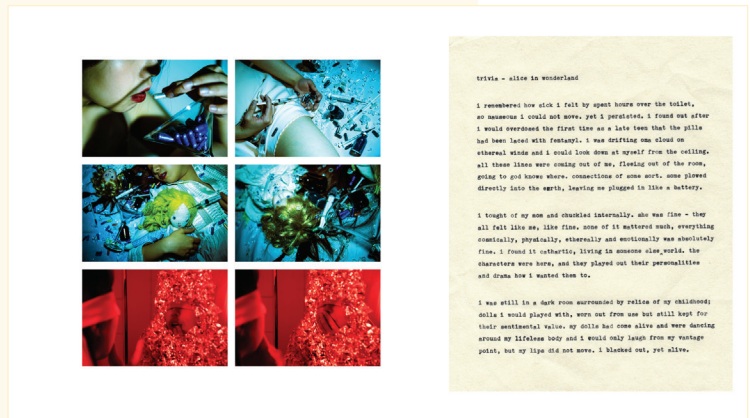 trivia - alice in wonderland
i remembered how sick i felt by spent hours over the toilet,
so nauseous i could not move. yet i persisted. i found out after
i would overdosed the first time as a late teen that the pills
had been laced with fentanyl. i was drifting oma cloud on
ethereal winds and i could look down at myself from the ceiling.
all these lines were coming out of me, flowing out of the room,
going to god knows where. connections of some sort. some plowed
directly into the earth, leaving me plugged in like a battery.
i tought of my mom and chuckled internally. she was fine - they
all felt like me, like fine. none of it mattered much, everything
cosmically, physically, ethereally and emotionally was absolutely
fine. i found it cathartic, living in someone else world. the
characters were hers, and they played out their personalities
and drama how i wanted them to.
i was still in a dark room surrounded by relics of my childhood;
dolls i would played with, worn out from use but still kept for
their sentimental value. my dolls had come alive and were dancing
around my lifeless body and i would only laugh from my vantage
point, but my lips did not move. i blacked out, yet alive.